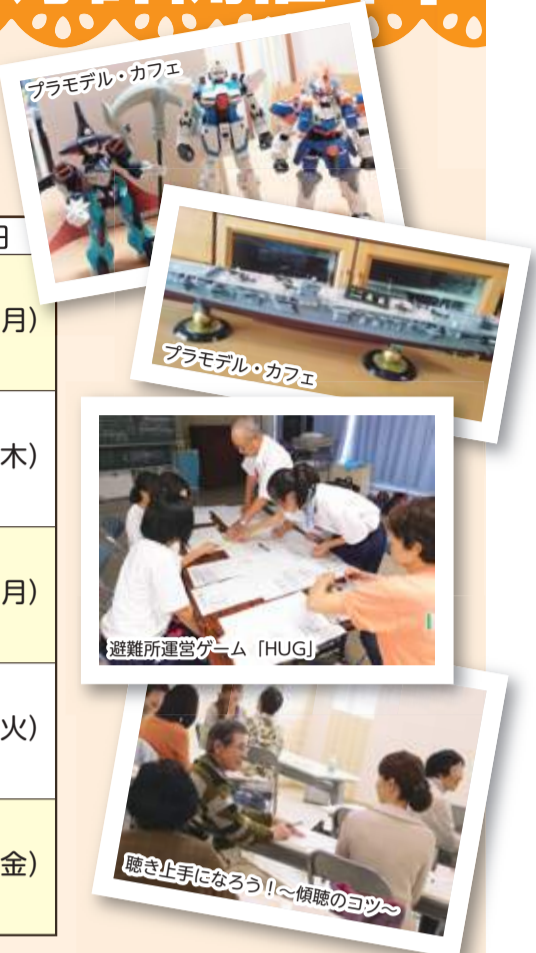 プラモデル・カフェ
日
月)
プラモデル・カフェ
木)
月)
避難所運営ゲーム「HUG」
火)
金)
聴き上手になろう！～傾聴のコツ～